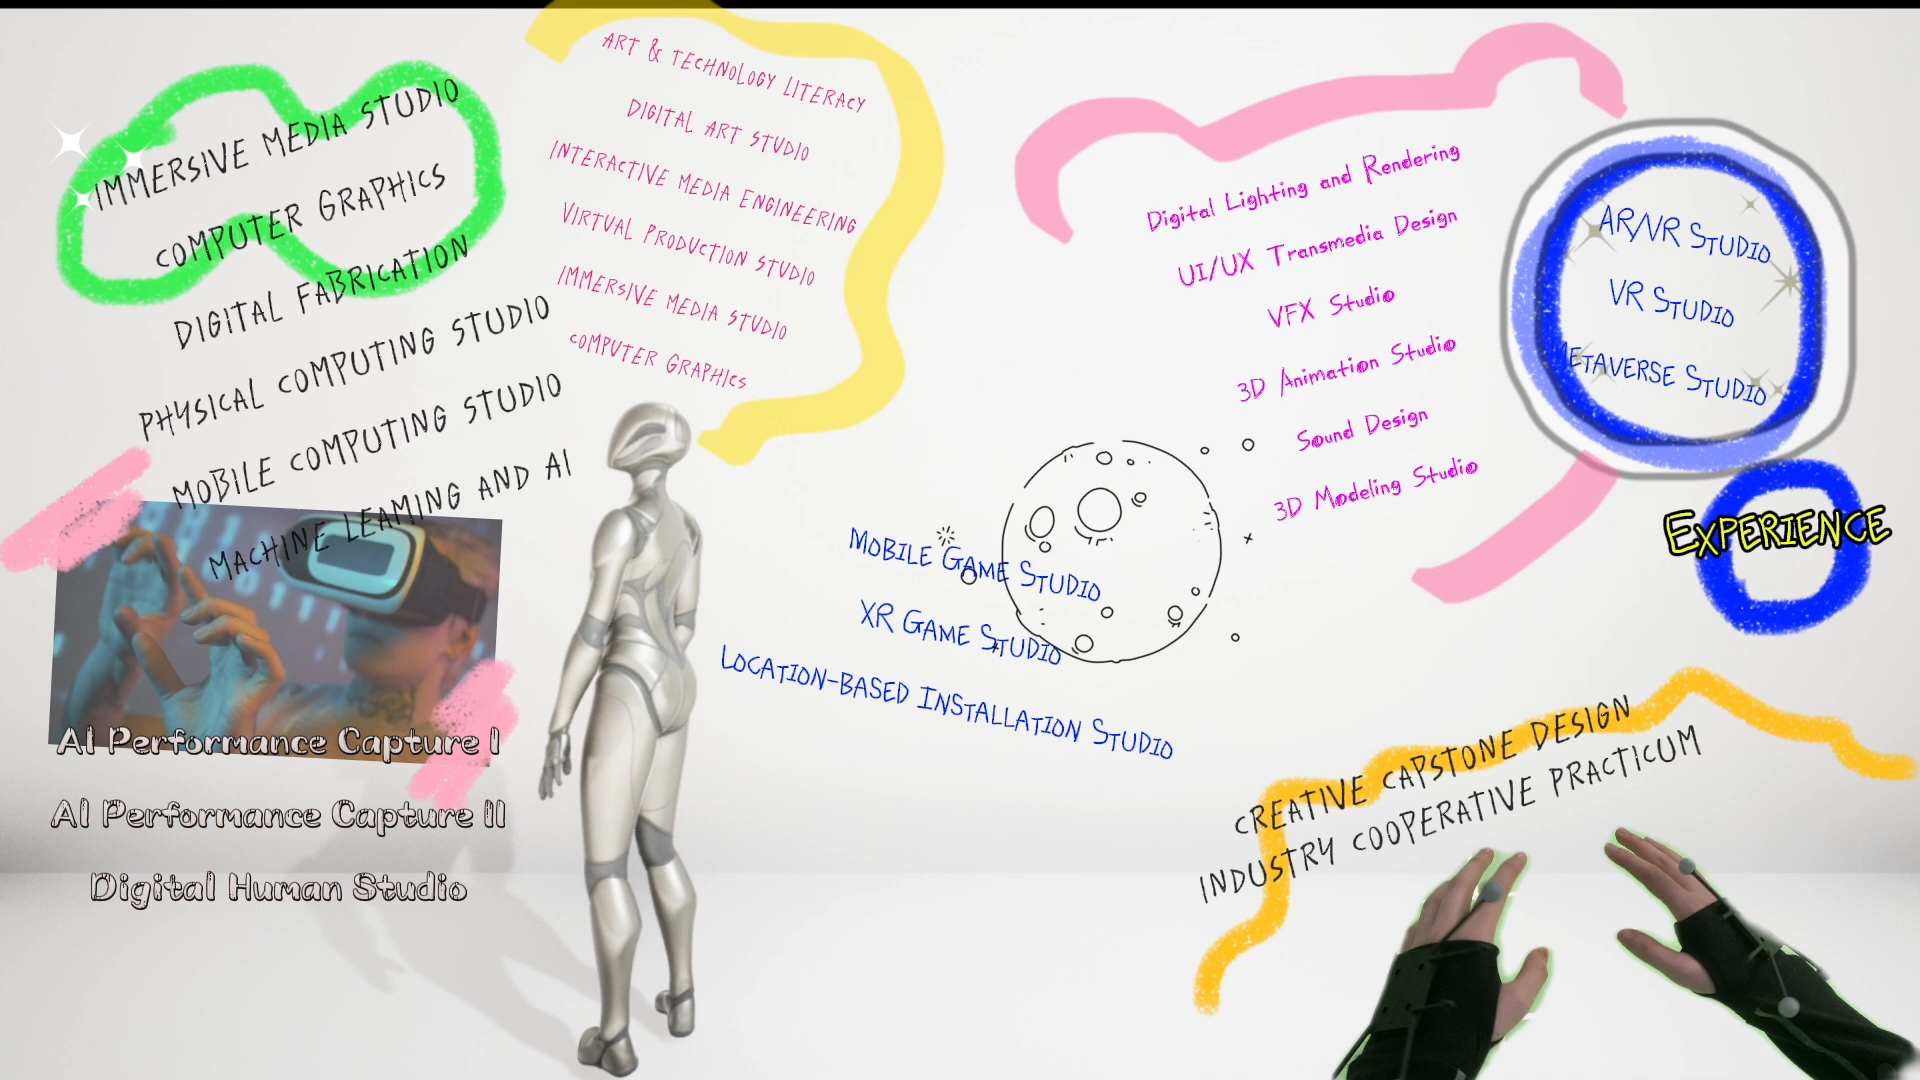 IMMERSIVE MEDIA STUDIO
COMPUTER GRAPHICS
DIGITAL FABRICATION
PHYSICAL COMPUTING STUDIO
MOBILE COMPUTING STUDIO
MACHINE LEAMING AND AI
ART & TECHNOLOGY LITERACY
DIGITAL ART STUDIO
INTERACTIVE MEDIA ENGINEERING
VIRTUAL PRODUCTION STUDIO
IMMERSIVE MEDIA STUDIO
COMPUTER GRAPHICS
Digital Lighting and Rendering
UI/UX Transmedia Design
VFX Studio
3D Animation Studio
Sound Design
3D Modeling Studio
AR/VR STUDIO
VR STUDIO
METAVERSE STUDIO
EXPERIENCE
MOBILE GAME STUDIO
XR GAME STUDIO
LOCATION-BASED INSTALLATION STUDIO
AI Performance Capture I
AI Performance Capture II
Digital Human Studio
CREATIVE CAPSTONE DESIGN
INDUSTRY COOPERATIVE PRACTICUM